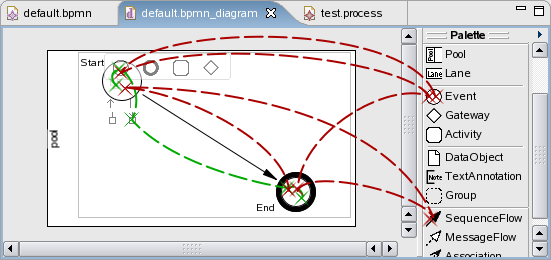 default.bpmn
default.bpmn_diagram
test.process
Palette
Pool
Lane
Event
Gateway
Activity
DataObject
TextAnnotation
Group
SequenceFlow
MessageFlow
Association
Start
pool
End